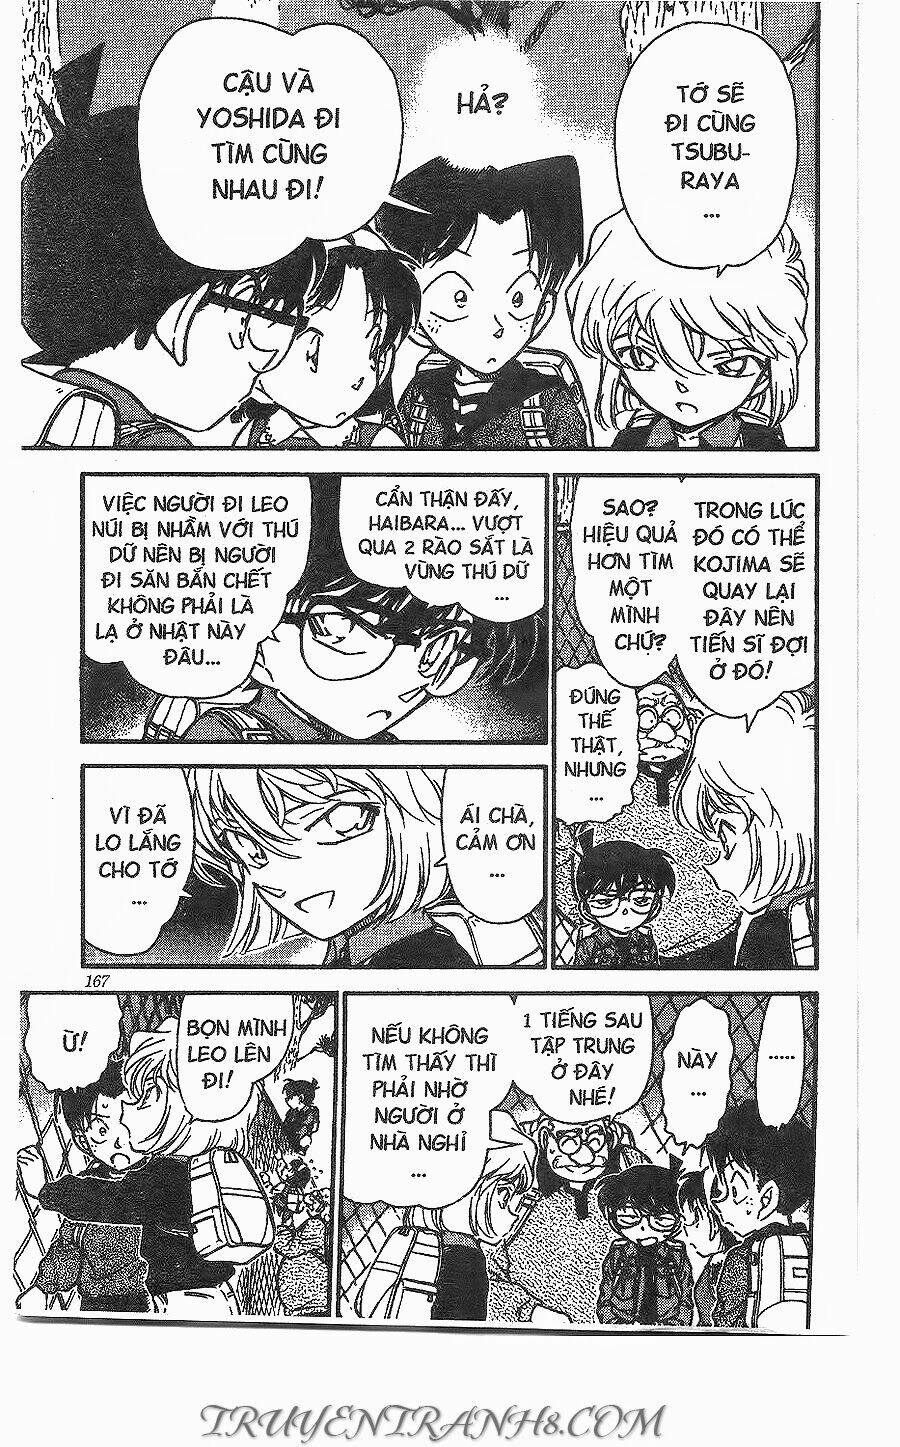 TỚ SẼ
ĐI CÙNG
TSUBU-
RAYA
...
HẢ?
CẬU VÀ
YOSHIDA ĐI
TÌM CÙNG
NHAU ĐI!
TRONG LÚC
ĐÓ CÓ THỂ
KOJIMA SẼ
QUAY LẠI
ĐÂY NÊN
TIẾN SĨ ĐỢI
Ở ĐÓ!
SAO?
HIỆU QUẢ
HƠN TÌM
MỘT
MÌNH
CHỨ?
ĐÚNG
THẾ
THẬT,
NHƯNG
...
CẨN THẬN ĐẤY,
HAIBARA... VƯỢT
QUA 2 RÀO SẮT LÀ
VÙNG THÚ DỮ
...
VIỆC NGƯỜI ĐI LEO
NÚI BỊ NHẦM VỚI THÚ
DỮ NÊN BỊ NGƯỜI
ĐI SĂN BẮN CHẾT
KHÔNG PHẢI LÀ
LẠ Ở NHẬT NÀY
ĐÂU...
ÁI CHÀ,
CẢM ƠN
...
VÌ ĐÃ
LO LẮNG
CHO TỚ
...
167
......
NÀY
...
1 TIẾNG SAU
TẬP TRUNG
Ở ĐÂY
NHÉ!
NẾU KHÔNG
TÌM THẤY THÌ
PHẢI NHỜ
NGƯỜI Ở
NHÀ NGHỈ
...
BỌN MÌNH
LEO LÊN
ĐI!
Ừ!
TRUYENTRANH8.COM